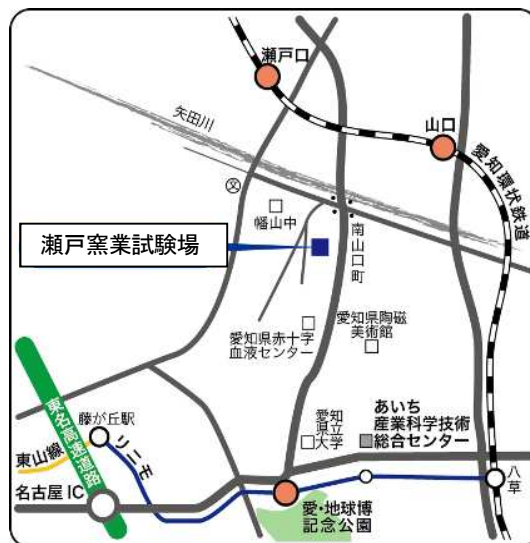 瀬戸口
矢田川
山口
愛知環状鉄道
文
幡山中
南山口町
瀬戸窯業試験場
愛知県赤十字
血液センター
愛知県陶磁
美術館
東名高速道路
藤が丘駅
リニモ
東山線
名古屋IC
愛知
県立
大学
あいち
産業科学技術
総合センター
八草
愛・地球博
記念公園